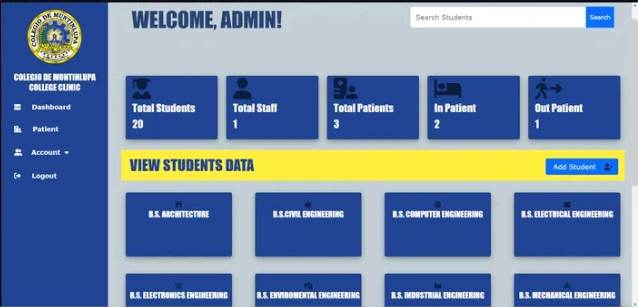 COLEGIO DE MUNTINLUPA
COLLEGE CLINIC
Dashboard
Patient
Account
Logout
WELCOME, ADMIN!
Search Students
Search
Total Students
20
Total Staff
1
Total Patients
3
In Patient
2
Out Patient
1
VIEW STUDENTS DATA
Add Student
B.S. ARCHITECTURE
B.S.CIVIL ENGINEERING
B.S. COMPUTER ENGINEERING
B.S. ELECTRICAL ENGINEERING
B.S. ELECTRONICS ENGINEERING
B.S. ENVIROMENTAL ENGINEERING
B.S. INDUSTRIAL ENGINEERING
B.S. MECHANICAL ENGINEERING